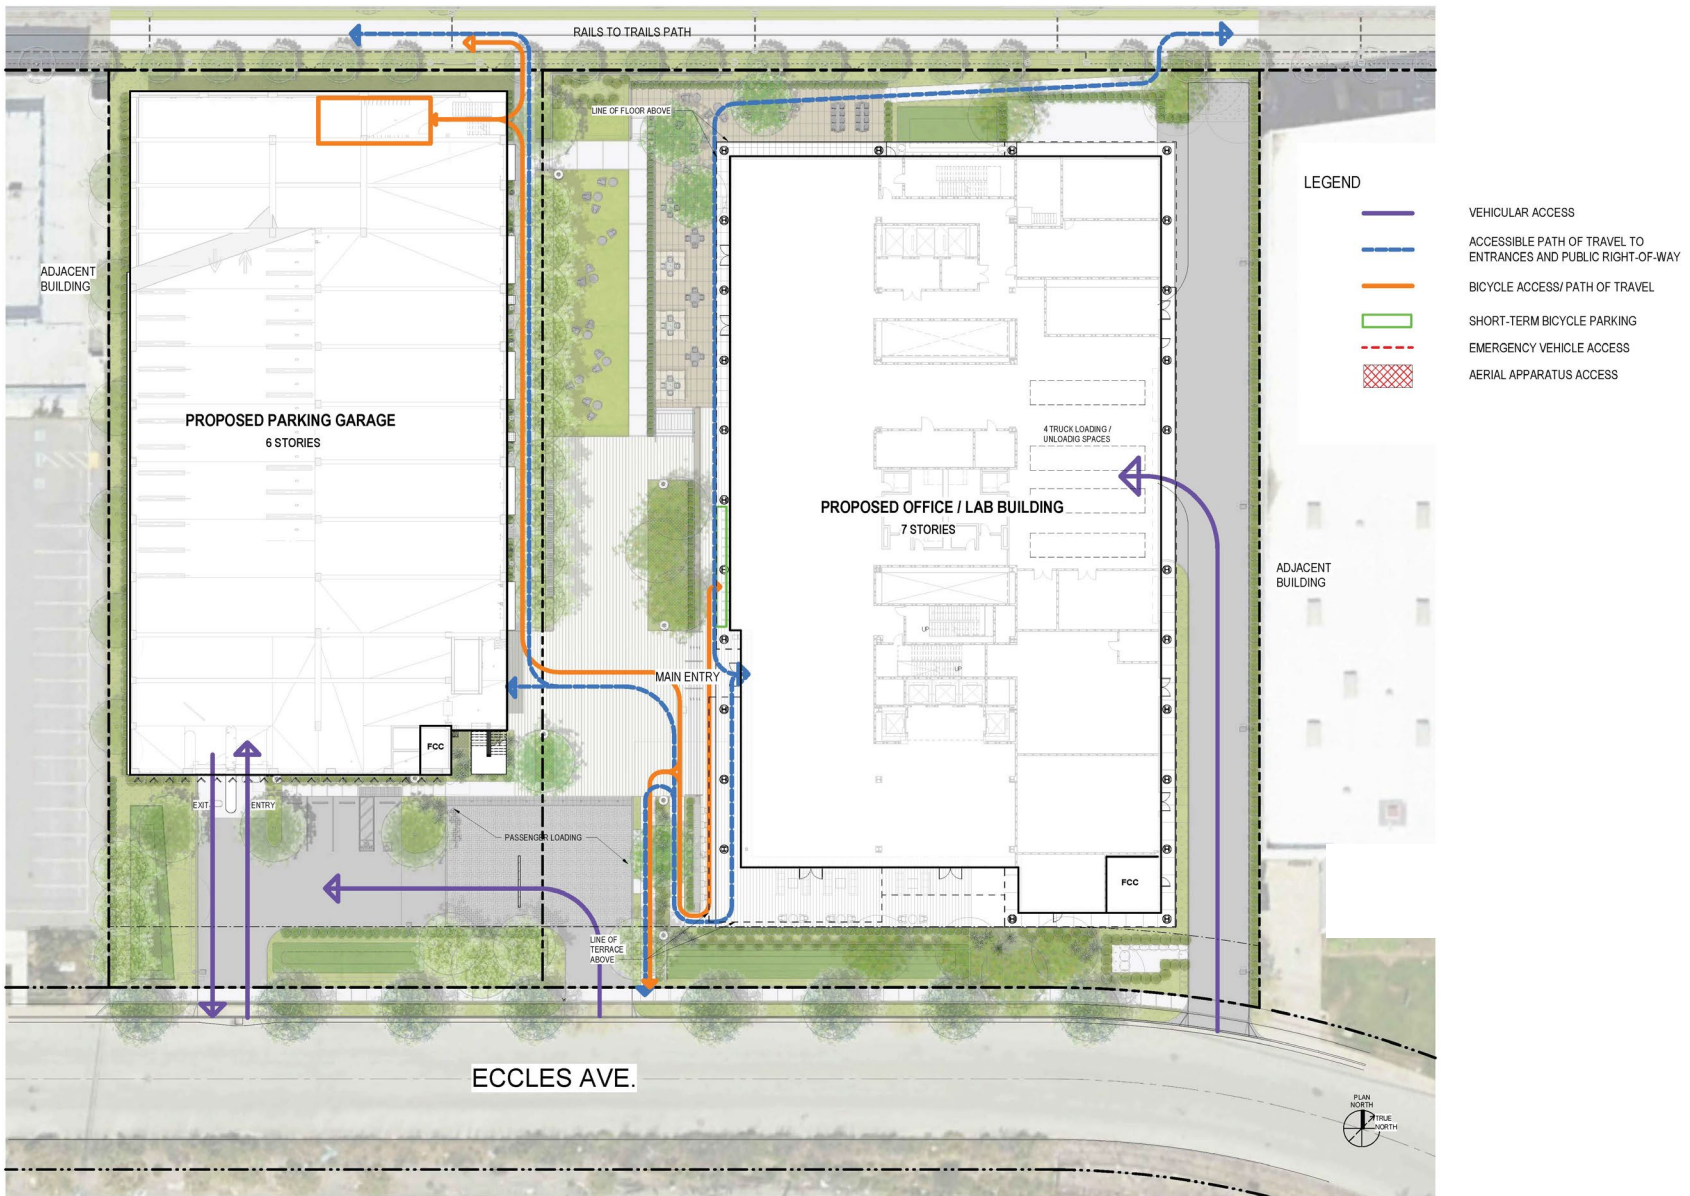 RAILS TO TRAILS PATH
LINE OF FLOOR ABOVE
LEGEND
VEHICULAR ACCESS
ACCESSIBLE PATH OF TRAVEL TO
ENTRANCES AND PUBLIC RIGHT-OF-WAY
BICYCLE ACCESS/ PATH OF TRAVEL
SHORT-TERM BICYCLE PARKING
EMERGENCY VEHICLE ACCESS
AERIAL APPARATUS ACCESS
ADJACENT
BUILDING
PROPOSED PARKING GARAGE
6 STORIES
4 TRUCK LOADING /
UNLOADIG SPACES
PROPOSED OFFICE / LAB BUILDING
7 STORIES
ADJACENT
BUILDING
UP
UP
MAIN ENTRY
FCC
EXIT
ENTRY
PASSENGER LOADING
FCC
LINE OF
TERRACE
ABOVE
ECCLES AVE.
PLAN
NORTH
TRUE
NORTH